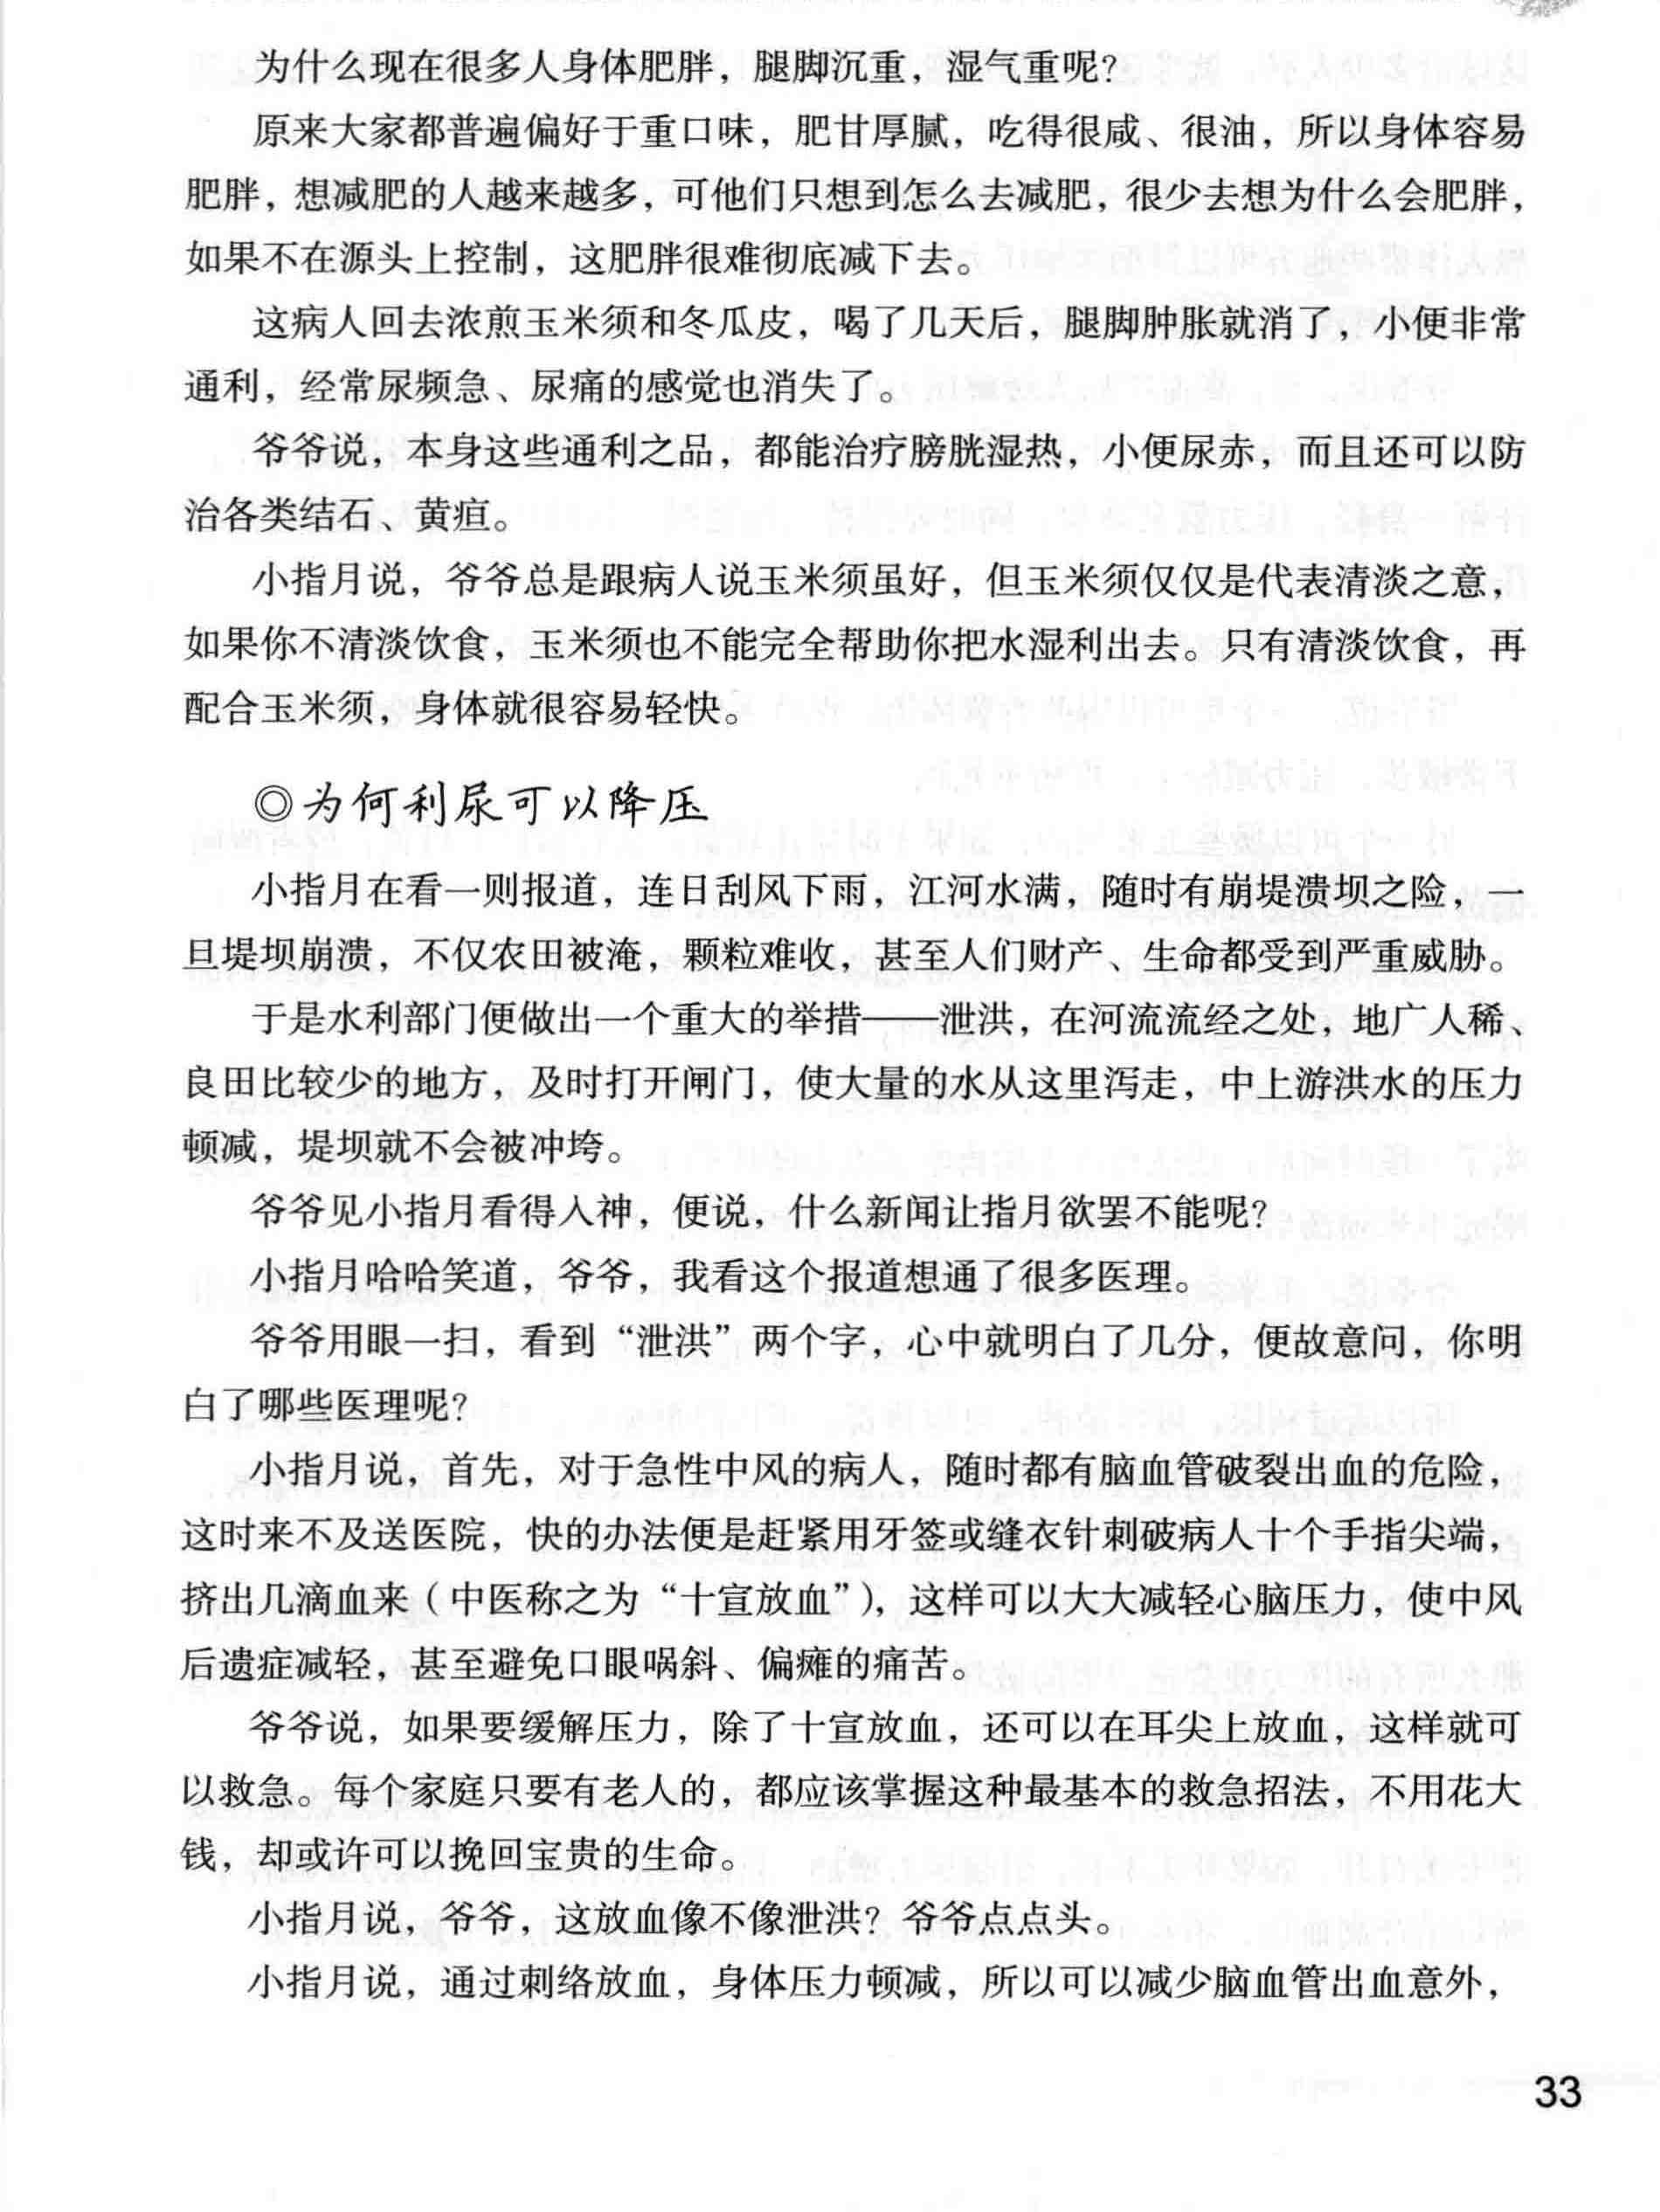 为什么现在很多人身体肥胖，腿脚沉重，湿气重呢？
原来大家都普遍偏好于重口味，肥甘厚腻，吃得很咸、很油，所以身体容易
肥胖，想减肥的人越来越多，可他们只想到怎么去减肥，很少去想为什么会肥胖，
如果不在源头上控制，这肥胖很难彻底减下去。
这病人回去浓煎玉米须和冬瓜皮，喝了几天后，腿脚肿胀就消了，小便非常
通利，经常尿频急、尿痛的感觉也消失了。
爷爷说，本身这些通利之品，都能治疗膀胱湿热，小便尿赤，而且还可以防
治各类结石、黄疸。
小指月说，爷爷总是跟病人说玉米须虽好，但玉米须仅仅是代表清淡之意，
如果你不清淡饮食，玉米须也不能完全帮助你把水湿利出去。只有清淡饮食，再
配合玉米须，身体就很容易轻快。
◎为何利尿可以降压
小指月在看一则报道，连日刮风下雨，江河水满，随时有崩堤溃坝之险，一
旦堤坝崩溃，不仅农田被淹，颗粒难收，甚至人们财产、生命都受到严重威胁。
于是水利部门便做出一个重大的举措——泄洪，在河流流经之处，地广人稀、
良田比较少的地方，及时打开闸门，使大量的水从这里泻走，中上游洪水的压力
顿减，堤坝就不会被冲垮。
爷爷见小指月看得入神，便说，什么新闻让指月欲罢不能呢？
小指月哈哈笑道，爷爷，我看这个报道想通了很多医理。
爷爷用眼一扫，看到“泄洪”两个字，心中就明白了几分，便故意问，你明
白了哪些医理呢？
小指月说，首先，对于急性中风的病人，随时都有脑血管破裂出血的危险，
这时来不及送医院，快的办法便是赶紧用牙签或缝衣针刺破病人十个手指尖端，
挤出几滴血来（中医称之为“十宣放血”），这样可以大大减轻心脑压力，使中风
后遗症减轻，甚至避免口眼㖞斜、偏瘫的痛苦。
爷爷说，如果要缓解压力，除了十宣放血，还可以在耳尖上放血，这样就可
以救急。每个家庭只要有老人的，都应该掌握这种最基本的救急招法，不用花大
钱，却或许可以挽回宝贵的生命。
小指月说，爷爷，这放血像不像泄洪？爷爷点点头。
小指月说，通过刺络放血，身体压力顿减，所以可以减少脑血管出血意外，
33